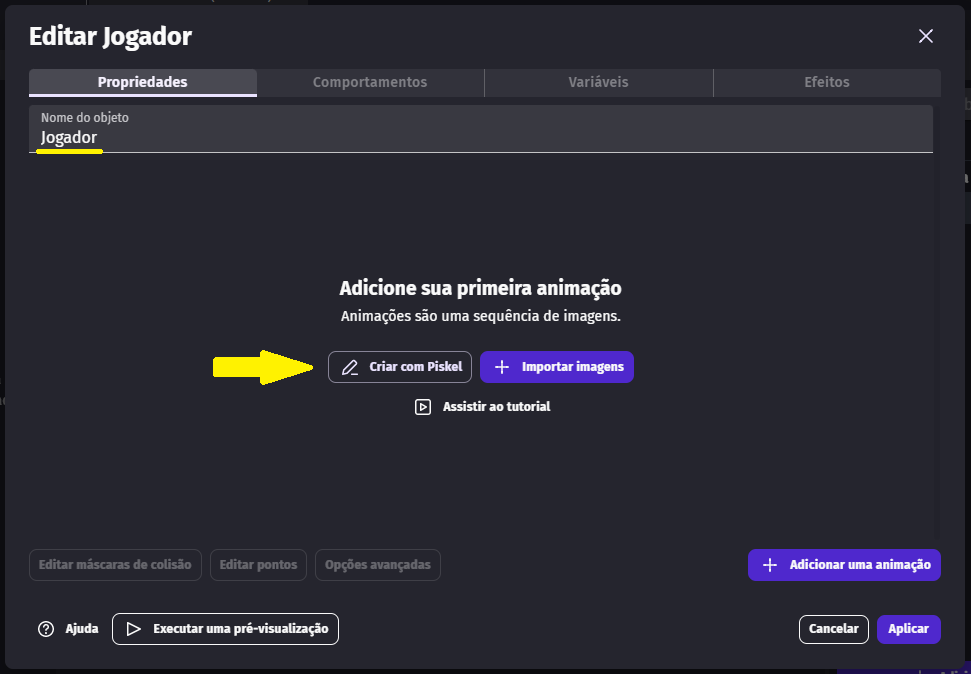 Editar Jogador
Propriedades Comportamentos Variáveis Efeitos
Nome do objeto
Jogador
Adicione sua primeira animação
Animações são uma sequência de imagens.
Criar com Piskel Importar imagens
Assistir ao tutorial
Editar máscaras de colisão Editar pontos Opções avançadas Adicionar uma animação
Ajuda Executar uma pré-visualização Cancelar Aplicar